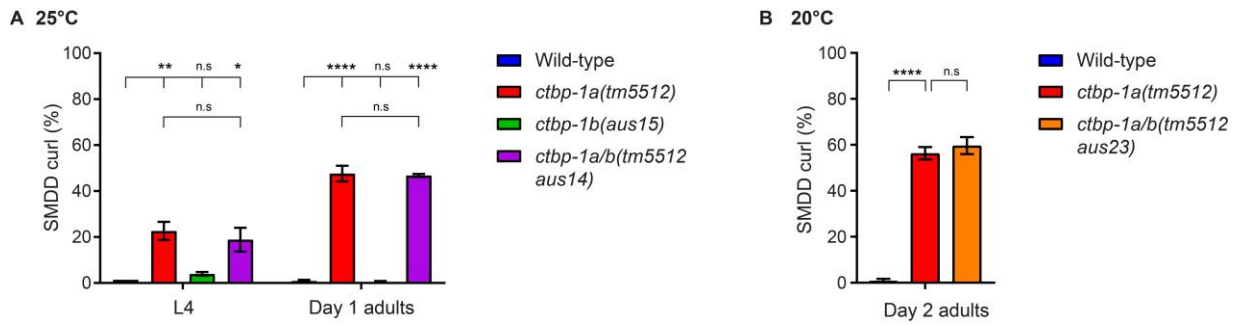 A 25°C
SMDD curl (%)
100
80
60
40
20
0
** n.s *
n.s
**** n.s ****
n.s
L4
Day 1 adults
Wild-type
ctbp-1a(tm5512)
ctbp-1b(aus15)
ctbp-1a/b(tm5512
aus14)
B 20°C
SMDD curl (%)
100
80
60
40
20
0
**** n.s
Day 2 adults
Wild-type
ctbp-1a(tm5512)
ctbp-1a/b(tm5512
aus23)